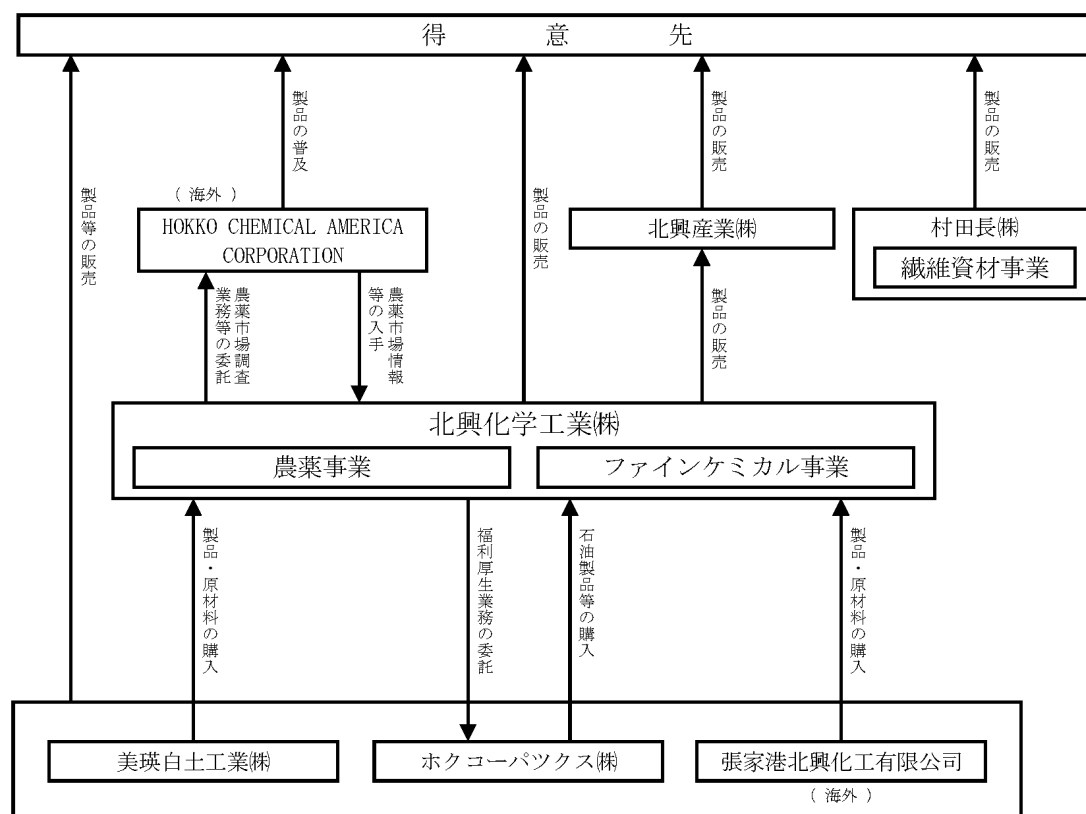 得意先
製品の普及
製品の販売
製品の販売
製品等の販売
（海外）
製品の販売
HOKKO CHEMICAL AMERICA
CORPORATION
北興産業㈱
村田長㈱
繊維資材事業
農薬市場調査
業務等の委託
農薬市場情報
等の入手
製品の販売
北興化学工業㈱
農薬事業
ファインケミカル事業
製品・原材料の購入
福利厚生業務の委託
石油製品等の購入
製品・原材料の購入
美瑛白土工業㈱
ホクコーパツクス㈱
張家港北興化工有限公司
（海外）